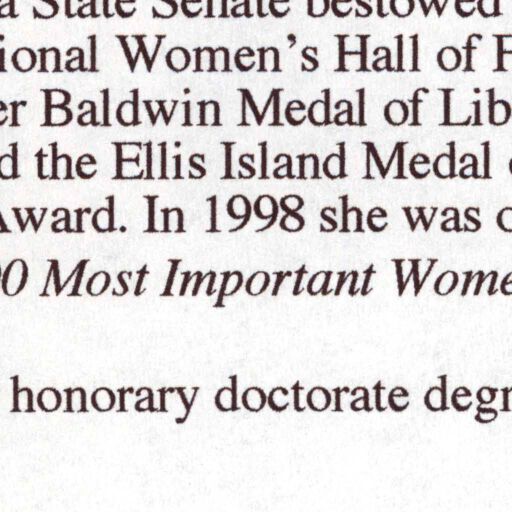 a State Senate bestowed
ional Women's Hall of F
er Baldwin Medal of Lib
d the Ellis Island Medal
Award. In 1998 she was o
00 Most Important Wome
honorary doctorate degr